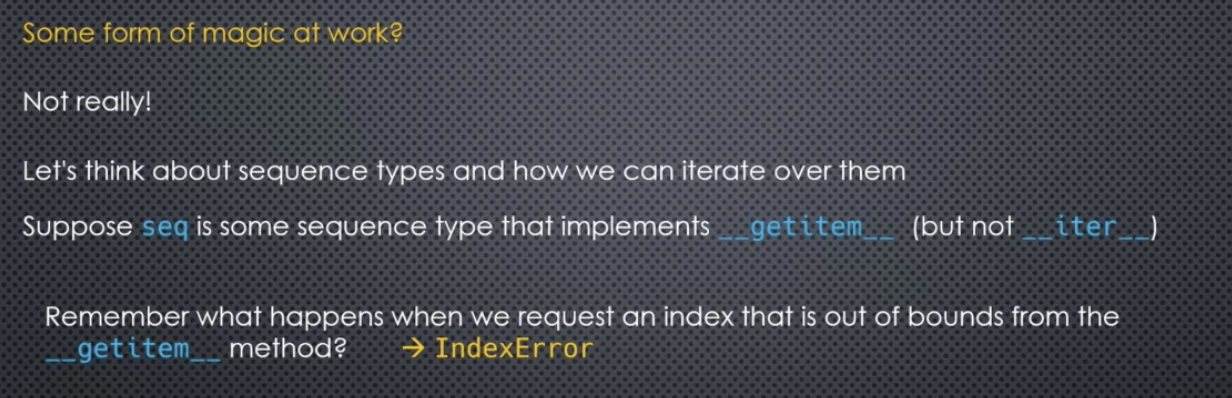 Some form of magic at work?
Not really!
Let's think about sequence types and how we can iterate over them
Suppose seq is some sequence type that implements __getitem__ (but not __iter__)
Remember what happens when we request an index that is out of bounds from the
__getitem__ method? → IndexError